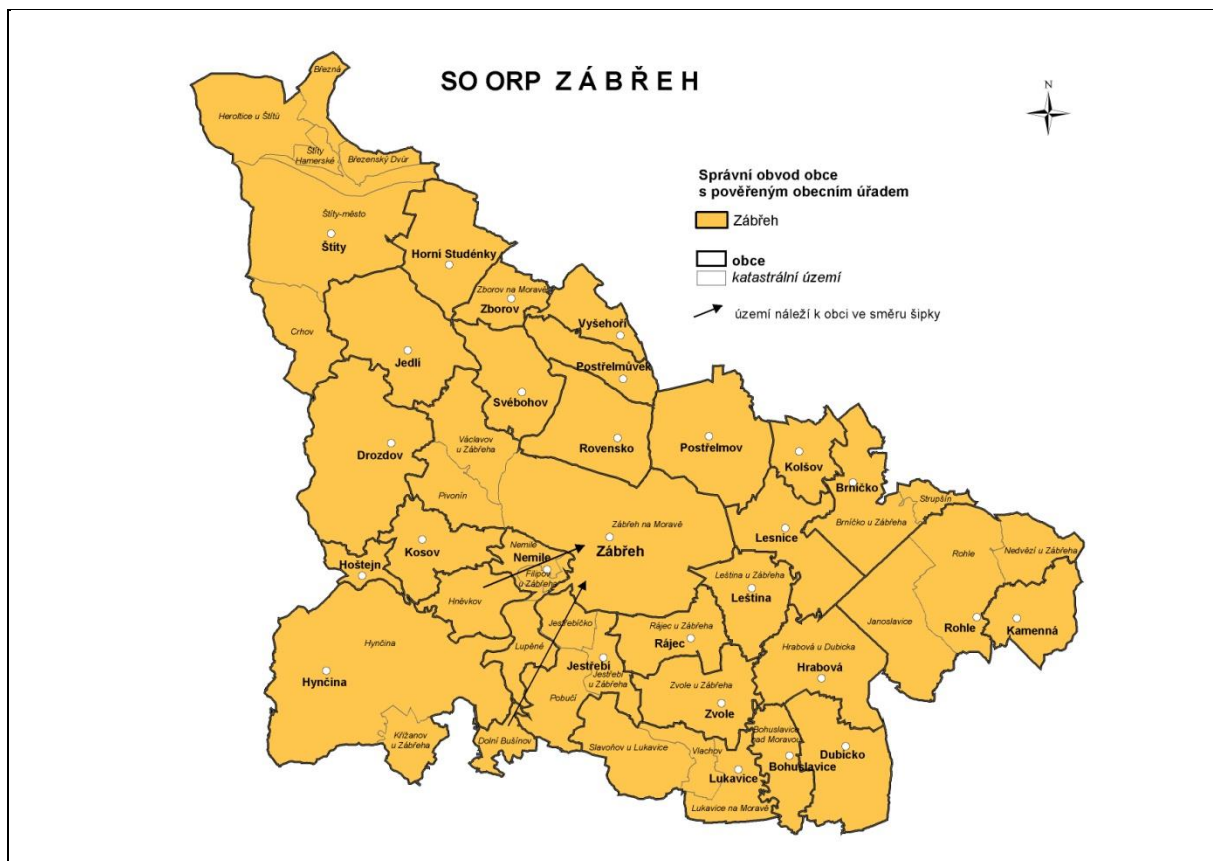 SO ORP Z Á B Ř E H
N
Správní obvod obce
s pověřeným obecním úřadem
Zábřeh
obce
katastrální území
území náleží k obci ve směru šipky
Březná
Heroltice u Štítů
Štíty
Hamerské
Březenský Dvůr
Štíty-město
Štíty
Horní Studénky
Zborov na Moravě
Zborov
Crhov
Vyšehoří
Jedlí
Postřelmůvek
Svébohov
Václavov
u Zábřeha
Drozdov
Rovensko
Postřelmov
Kolšov
Brníčko
Strupšín
Pivonín
Brníčko u Zábřeha
Zábřeh na Moravě
Zábřeh
Lesnice
Rohle
Nedvězí u Zábřeha
Kosov
Nemile
Nemile
Filipov
u Zábřeha
Hoštejn
Leština u Zábřeha
Leština
Hněvkov
Jestřebíčko
Rájec u Zábřeha
Rájec
Janoslavice
Rohle
Kamenná
Hynčina
Lupěné
Hrabová u Dubicka
Hrabová
Hynčina
Jestřebí
Jestřebí
u Zábřeha
Pobučí
Zvole u Zábřeha
Zvole
Křižanov
u Zábřeha
Dolní Bušínov
Slavoňov u Lukavice
Vlachov
Bohuslavice
nad Moravou
Dubicko
Bohuslavice
Lukavice
Lukavice na Moravě